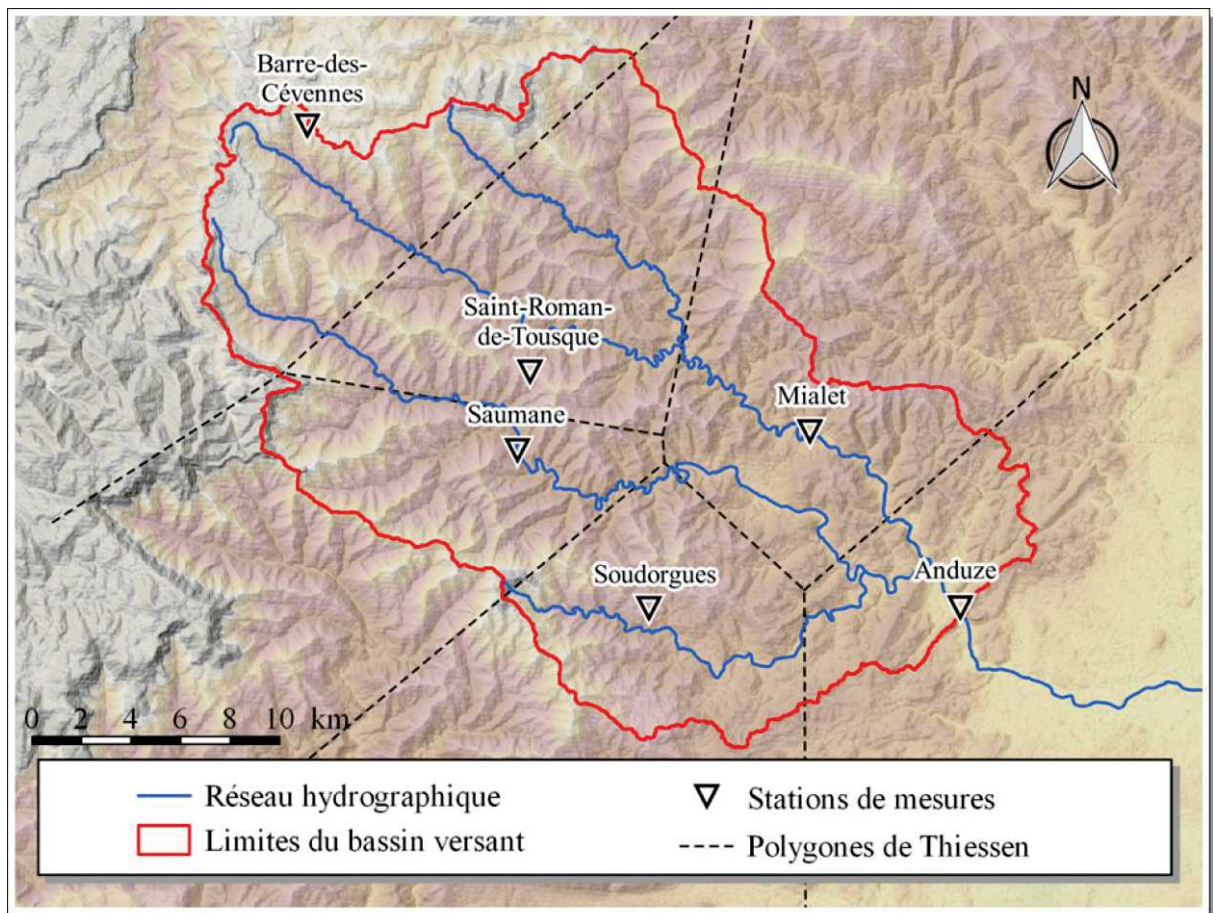 Barre-des-
Cévennes
N
Saint-Roman-
de-Tousque
Mialet
Saumane
Soudorgues
Anduze
0 2 4 6 8 10 km
Réseau hydrographique
Limites du bassin versant
Stations de mesures
Polygones de Thiessen